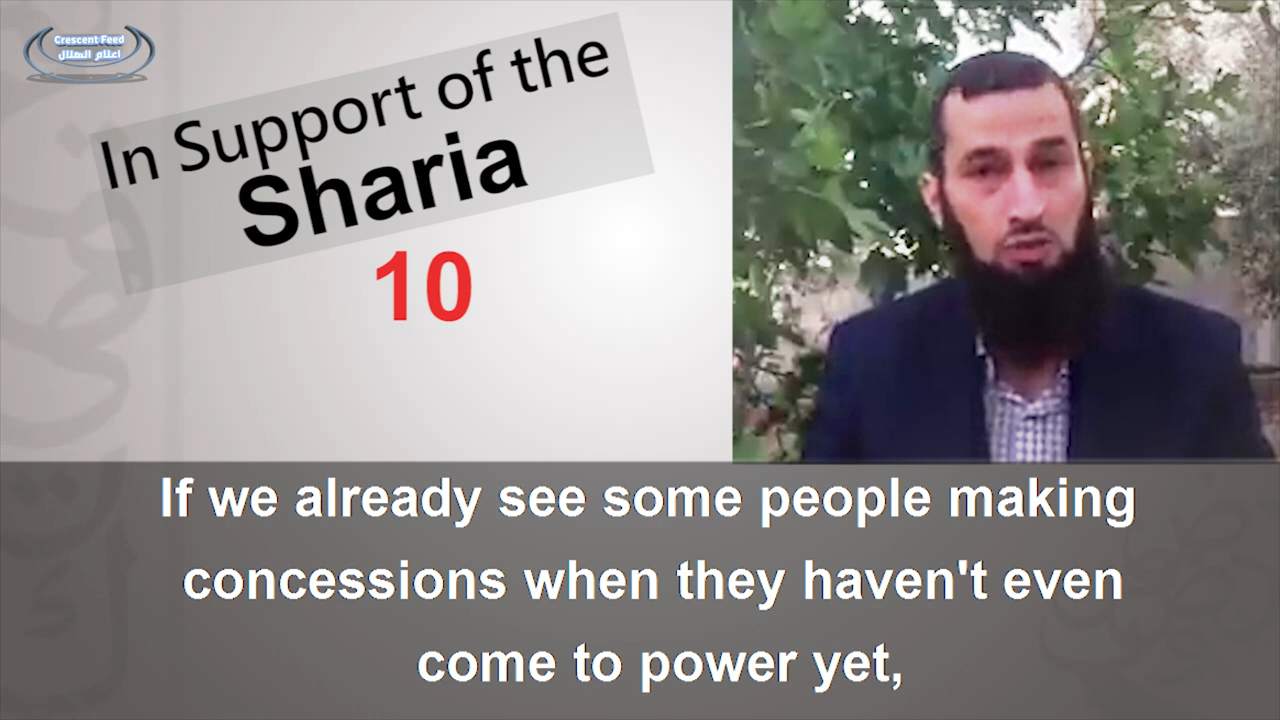 Crescent Feed
اعلام الهلال
In Support of the
Sharia
10
If we already see some people making
concessions when they haven't even
come to power yet,